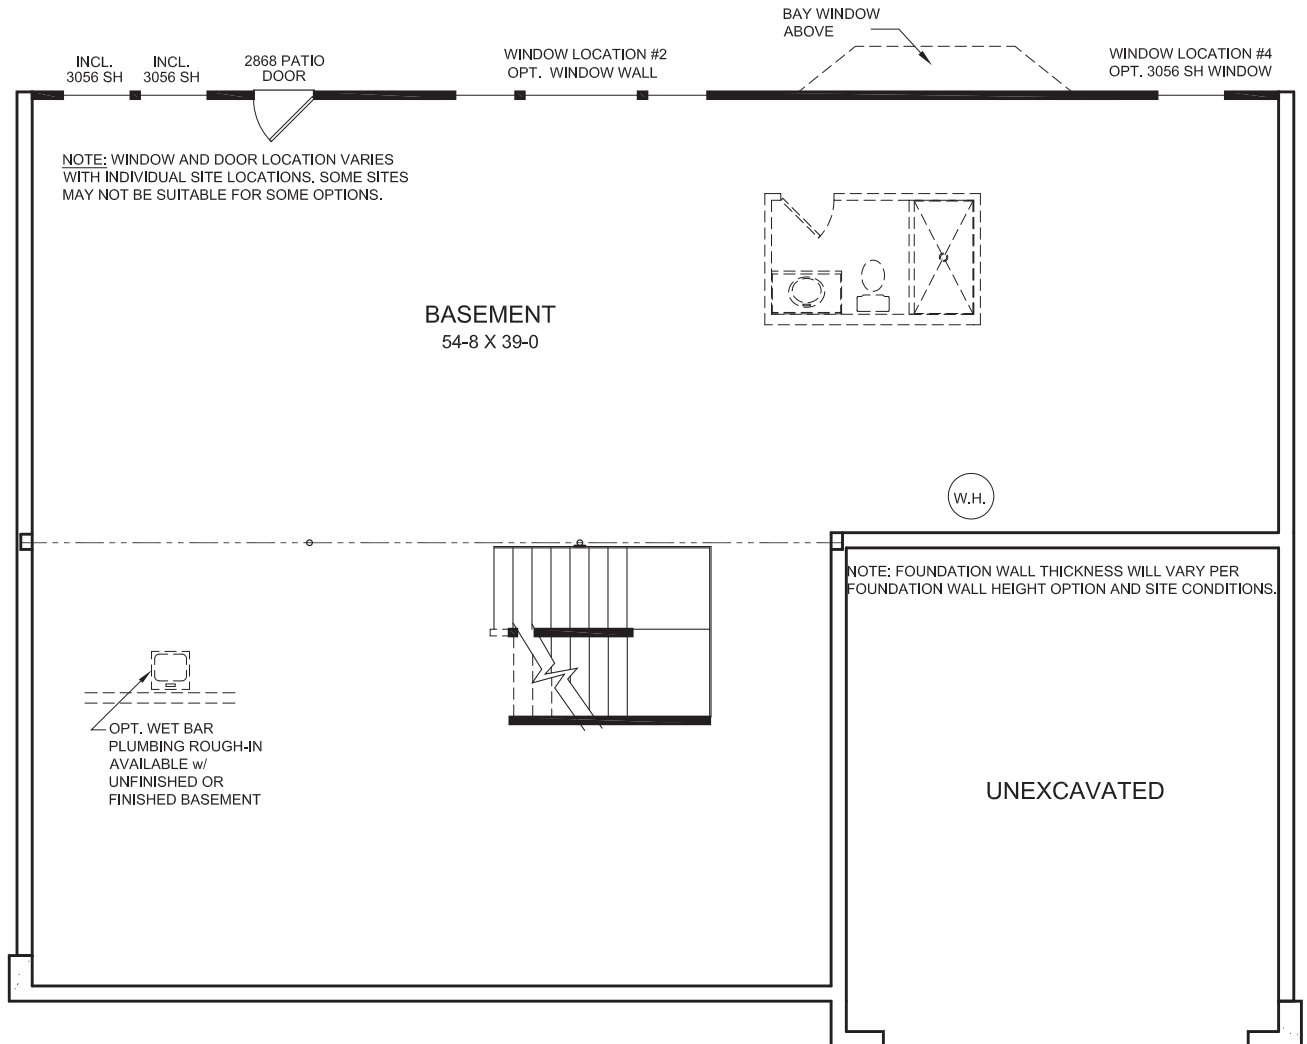 BAY WINDOW
ABOVE
INCL.
3056 SH
INCL.
3056 SH
2868 PATIO
DOOR
WINDOW LOCATION #2
OPT. WINDOW WALL
WINDOW LOCATION #4
OPT. 3056 SH WINDOW
NOTE: WINDOW AND DOOR LOCATION VARIES
WITH INDIVIDUAL SITE LOCATIONS. SOME SITES
MAY NOT BE SUITABLE FOR SOME OPTIONS.
BASEMENT
54-8 X 39-0
W.H.
NOTE: FOUNDATION WALL THICKNESS WILL VARY PER
FOUNDATION WALL HEIGHT OPTION AND SITE CONDITIONS.
OPT. WET BAR
PLUMBING ROUGH-IN
AVAILABLE w/
UNFINISHED OR
FINISHED BASEMENT
UNEXCAVATED